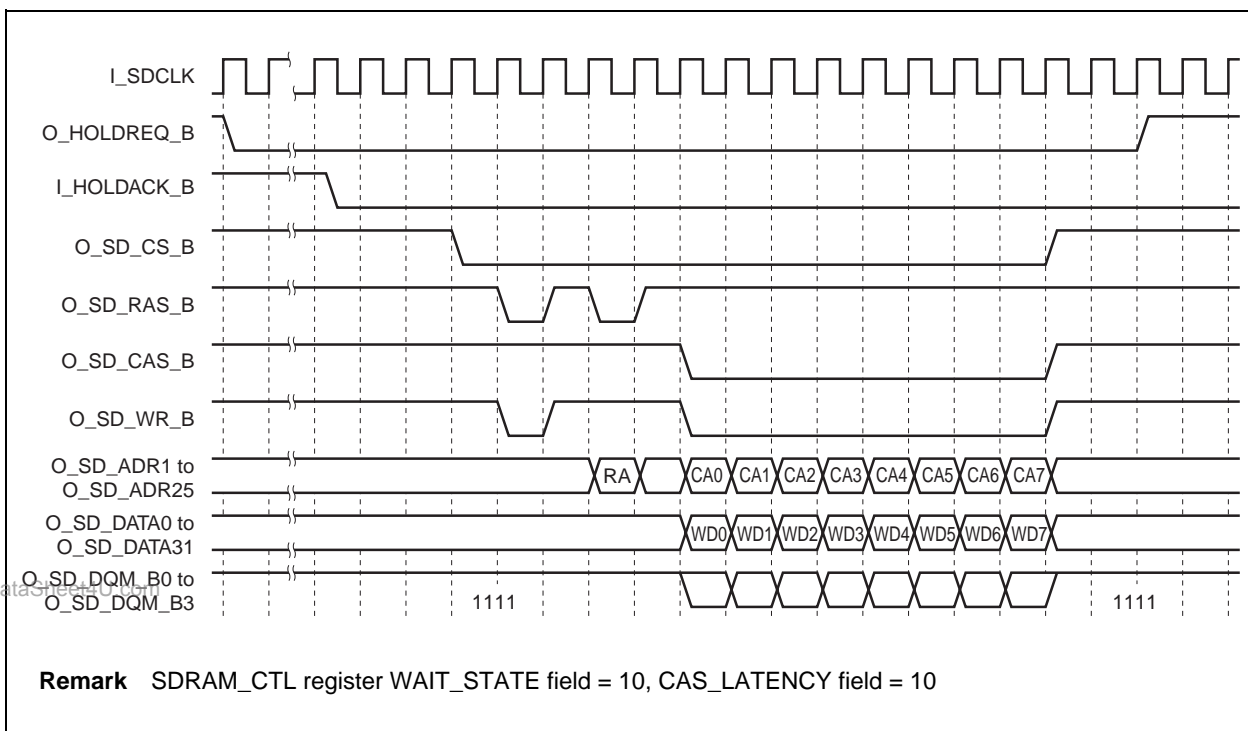 I_SDCLK
O_HOLDREQ_B
I_HOLDACK_B
O_SD_CS_B
O_SD_RAS_B
O_SD_CAS_B
O_SD_WR_B
O_SD_ADR1 to
O_SD_ADR25
RA CA0 CA1 CA2 CA3 CA4 CA5 CA6 CA7
O_SD_DATA0 to
O_SD_DATA31
WD0 WD1 WD2 WD3 WD4 WD5 WD6 WD7
O_SD_DQM_B0 to
ataSheet4U.com
O_SD_DQM_B3
1111 1111
Remark SDRAM_CTL register WAIT_STATE field = 10, CAS_LATENCY field = 10